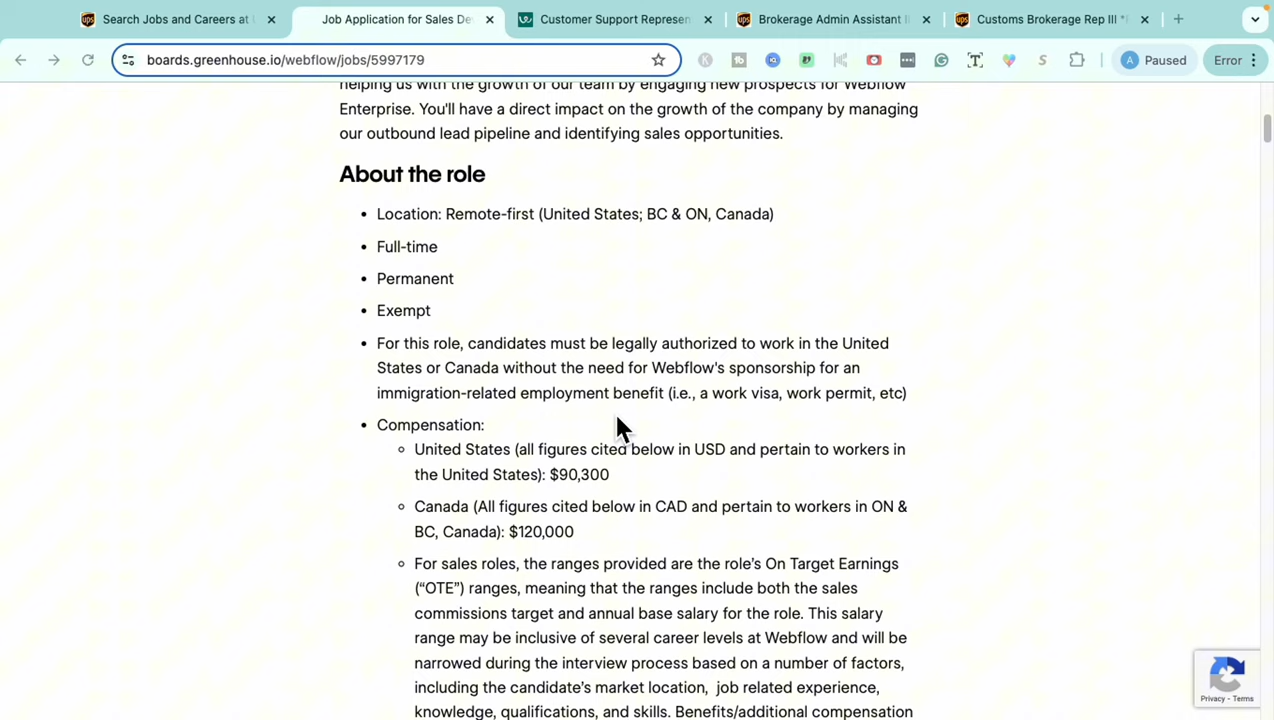 Search Jobs and Careers at
Job Application for Sales De
Customer Support Represen
Brokerage Admin Assistant
Customs Brokerage Rep III *
boards.greenhouse.io/webflow/jobs/5997179
Paused
Error
helping us with the growth of our team by engaging new prospects for Webflow
Enterprise. You'll have a direct impact on the growth of the company by managing
our outbound lead pipeline and identifying sales opportunities.
About the role
• Location: Remote-first (United States; BC & ON, Canada)
• Full-time
• Permanent
• Exempt
• For this role, candidates must be legally authorized to work in the United
States or Canada without the need for Webflow's sponsorship for an
immigration-related employment benefit (i.e., a work visa, work permit, etc)
• Compensation:
◦ United States (all figures cited below in USD and pertain to workers in
the United States): $90,300
◦ Canada (All figures cited below in CAD and pertain to workers in ON &
BC, Canada): $120,000
◦ For sales roles, the ranges provided are the role's On Target Earnings
(“OTE”) ranges, meaning that the ranges include both the sales
commissions target and annual base salary for the role. This salary
range may be inclusive of several career levels at Webflow and will be
narrowed during the interview process based on a number of factors,
including the candidate's market location, job related experience,
knowledge, qualifications, and skills. Benefits/additional compensation
Privacy - Terms